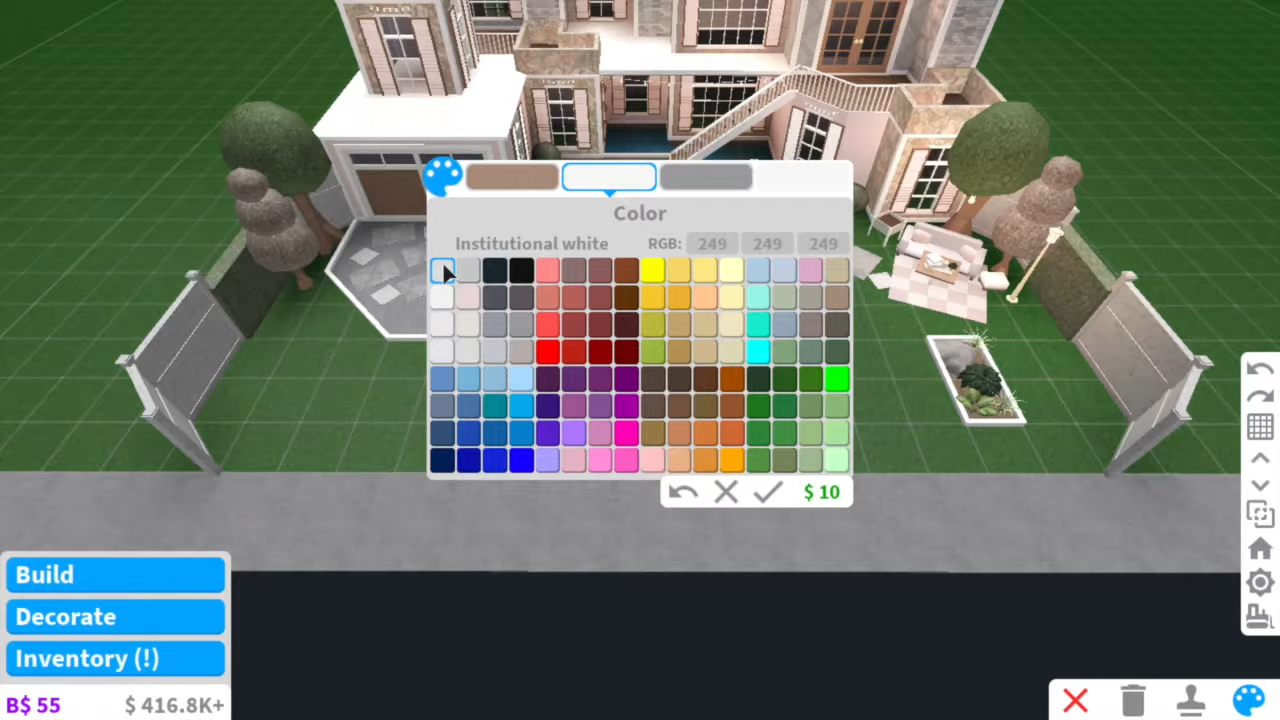 Color
Institutional white RGB: 249 249 249
$ 10
Build
Decorate
Inventory (!)
B$ 55 $ 416.8K+